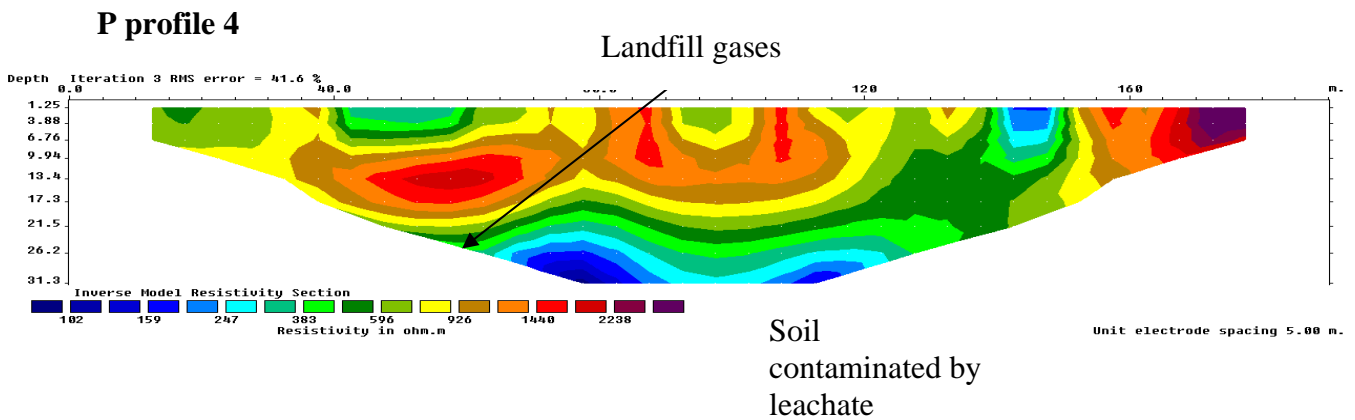 P profile 4
Landfill gases
Depth Iteration 3 RMS error = 41.6 %
0.0 40.0 80.0 120 160 m.
1.25
3.88
6.76
9.94
13.4
17.3
21.5
26.2
31.3
Inverse Model Resistivity Section
102 159 247 383 596 926 1440 2238
Resistivity in ohm.m
Unit electrode spacing 5.00 m.
Soil
contaminated by
leachate